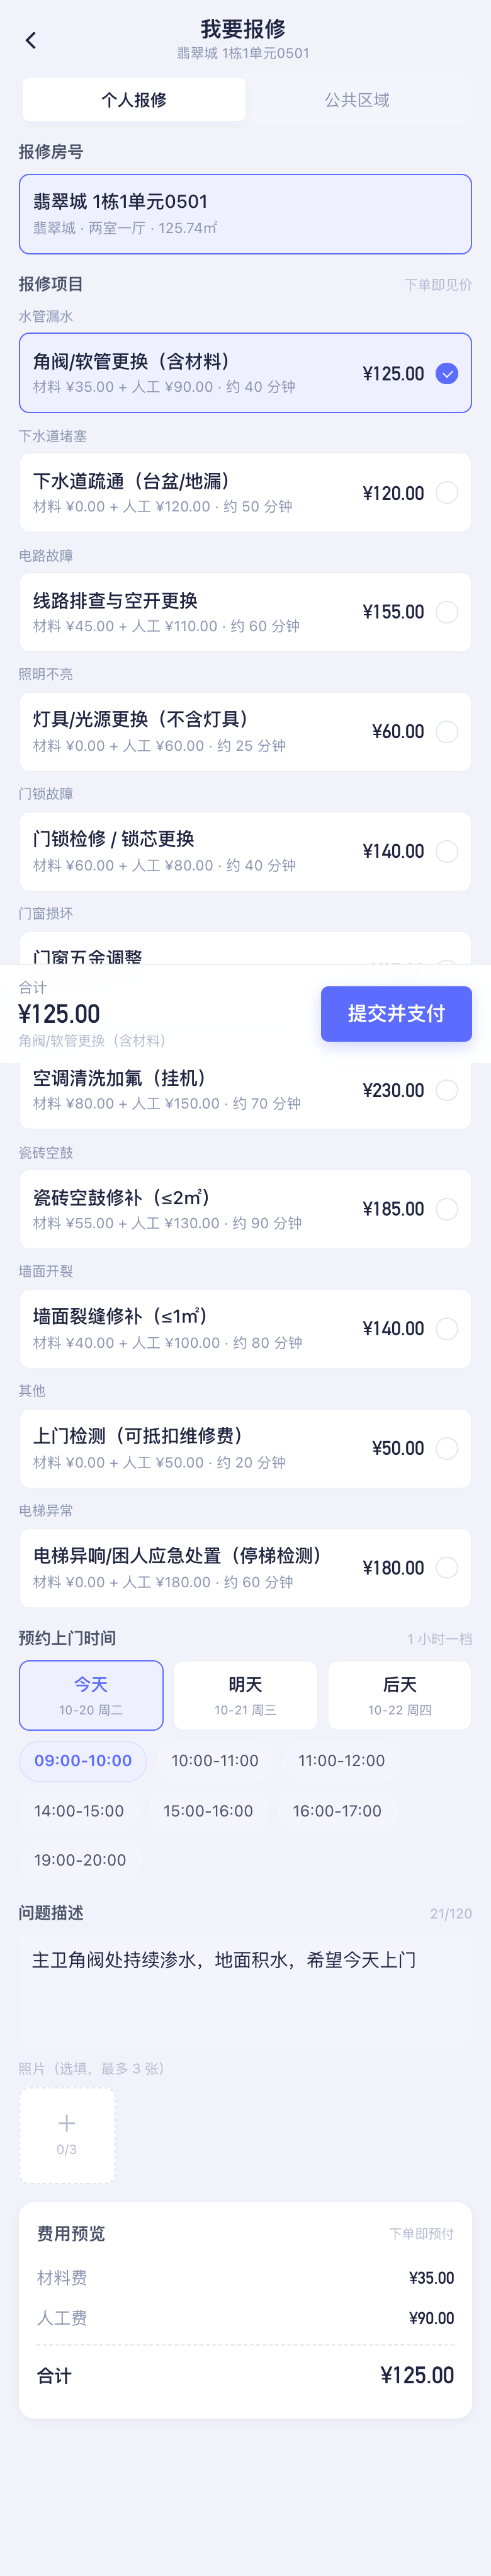 我要报修
翡翠城 1栋1单元0501
个人报修
公共区域
报修房号
翡翠城 1栋1单元0501
翡翠城 · 两室一厅 · 125.74㎡
报修项目
下单即见价
水管漏水
角阀/软管更换（含材料）
¥125.00
材料 ¥35.00 + 人工 ¥90.00 · 约 40 分钟
下水道堵塞
下水道疏通（台盆/地漏）
¥120.00
材料 ¥0.00 + 人工 ¥120.00 · 约 50 分钟
电路故障
线路排查与空开更换
¥155.00
材料 ¥45.00 + 人工 ¥110.00 · 约 60 分钟
照明不亮
灯具/光源更换（不含灯具）
¥60.00
材料 ¥0.00 + 人工 ¥60.00 · 约 25 分钟
门锁故障
门锁检修 / 锁芯更换
¥140.00
材料 ¥60.00 + 人工 ¥80.00 · 约 40 分钟
门窗损坏
门窗五金调整
合计
¥125.00
角阀/软管更换（含材料）
提交并支付
空调清洗加氟（挂机）
¥230.00
材料 ¥80.00 + 人工 ¥150.00 · 约 70 分钟
瓷砖空鼓
瓷砖空鼓修补（≤2㎡）
¥185.00
材料 ¥55.00 + 人工 ¥130.00 · 约 90 分钟
墙面开裂
墙面裂缝修补（≤1㎡）
¥140.00
材料 ¥40.00 + 人工 ¥100.00 · 约 80 分钟
其他
上门检测（可抵扣维修费）
¥50.00
材料 ¥0.00 + 人工 ¥50.00 · 约 20 分钟
电梯异常
电梯异响/困人应急处置（停梯检测）
¥180.00
材料 ¥0.00 + 人工 ¥180.00 · 约 60 分钟
预约上门时间
1 小时一档
今天
10-20 周二
明天
10-21 周三
后天
10-22 周四
09:00-10:00
10:00-11:00
11:00-12:00
14:00-15:00
15:00-16:00
16:00-17:00
19:00-20:00
问题描述
21/120
主卫角阀处持续渗水，地面积水，希望今天上门
照片（选填，最多 3 张）
0/3
费用预览
下单即预付
材料费
¥35.00
人工费
¥90.00
合计
¥125.00